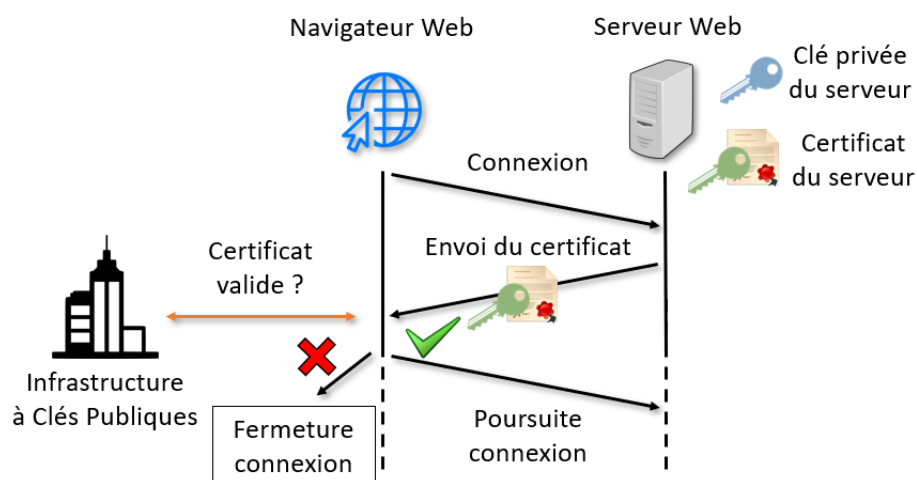 Navigateur Web
Serveur Web
Clé privée
du serveur
Certificat
du serveur
Connexion
Envoi du certificat
Certificat
valide ?
Infrastructure
à Clés Publiques
Fermeture
connexion
Poursuite
connexion